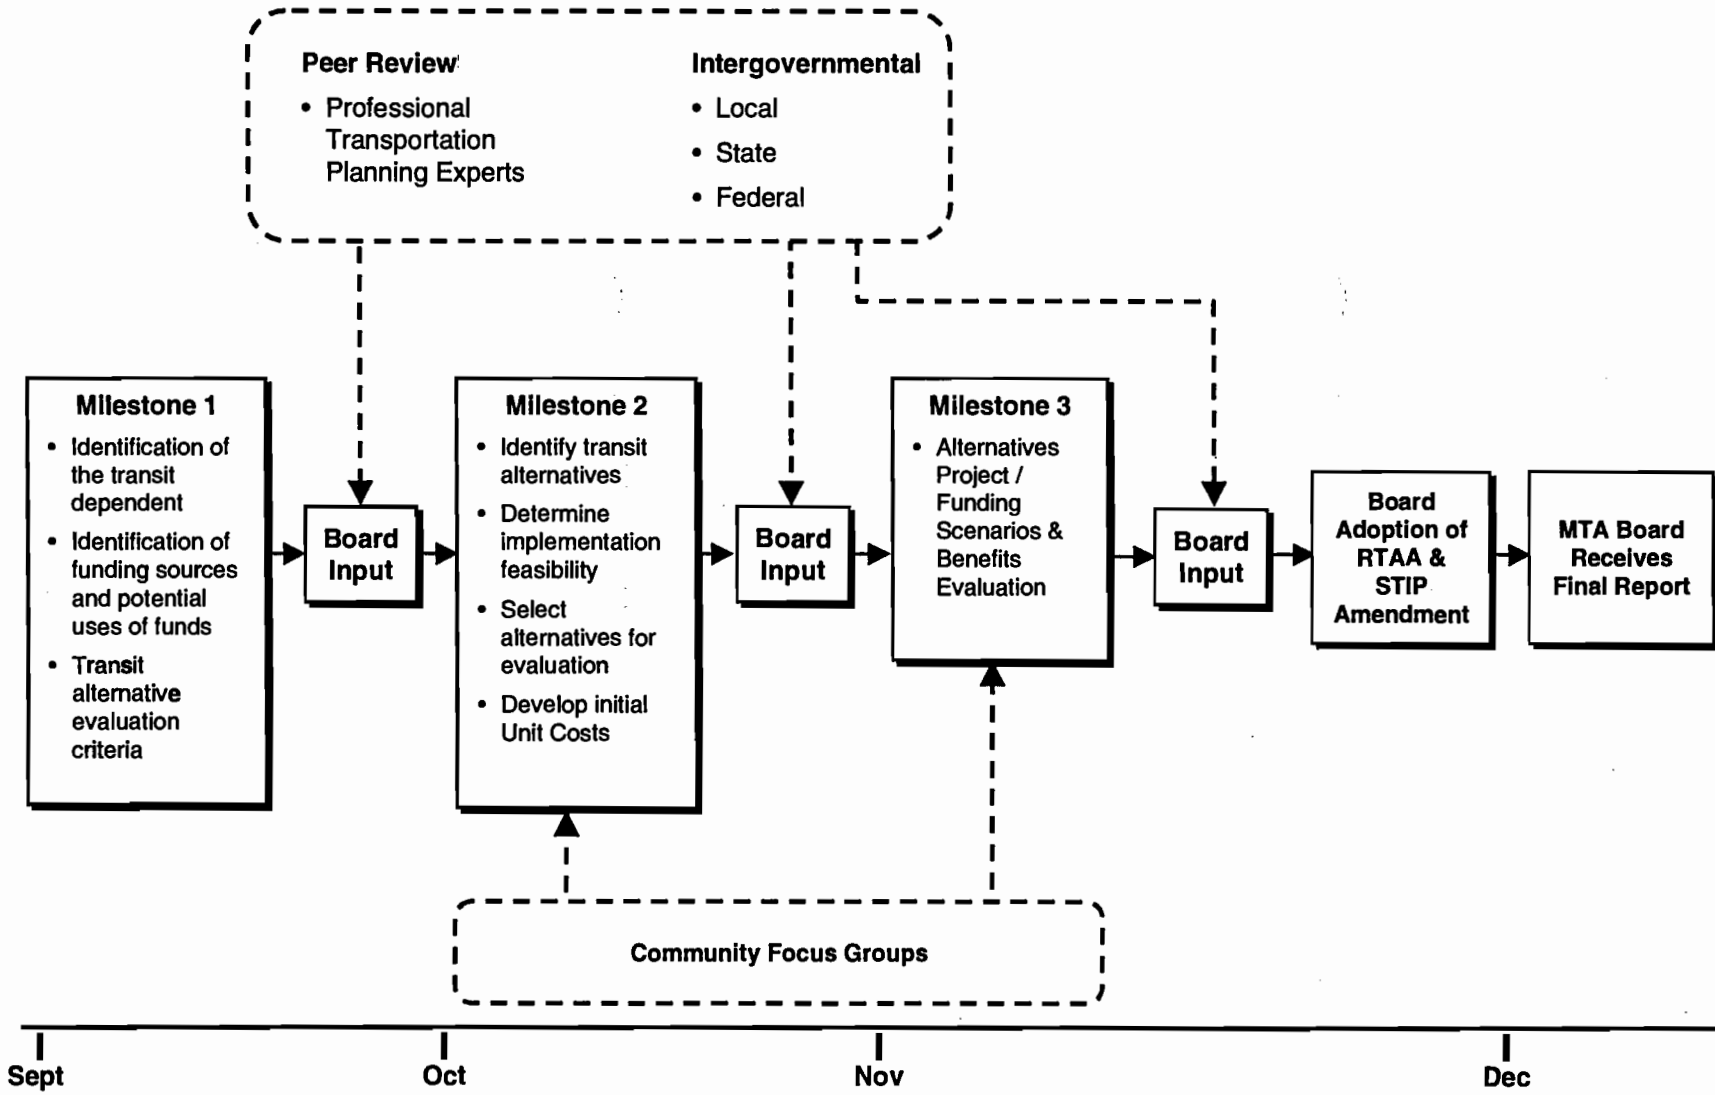 Peer Review
• Professional
Transportation
Planning Experts
Intergovernmental
• Local
• State
• Federal
Milestone 1
• Identification of
the transit
dependent
• Identification of
funding sources
and potential
uses of funds
• Transit
alternative
evaluation
criteria
Board
Input
Milestone 2
• Identify transit
alternatives
• Determine
implementation
feasibility
• Select
alternatives for
evaluation
• Develop initial
Unit Costs
Board
Input
Milestone 3
• Alternatives
Project /
Funding
Scenarios &
Benefits
Evaluation
Board
Input
Board
Adoption of
RTAA &
STIP
Amendment
MTA Board
Receives
Final Report
Community Focus Groups
Sept
Oct
Nov
Dec